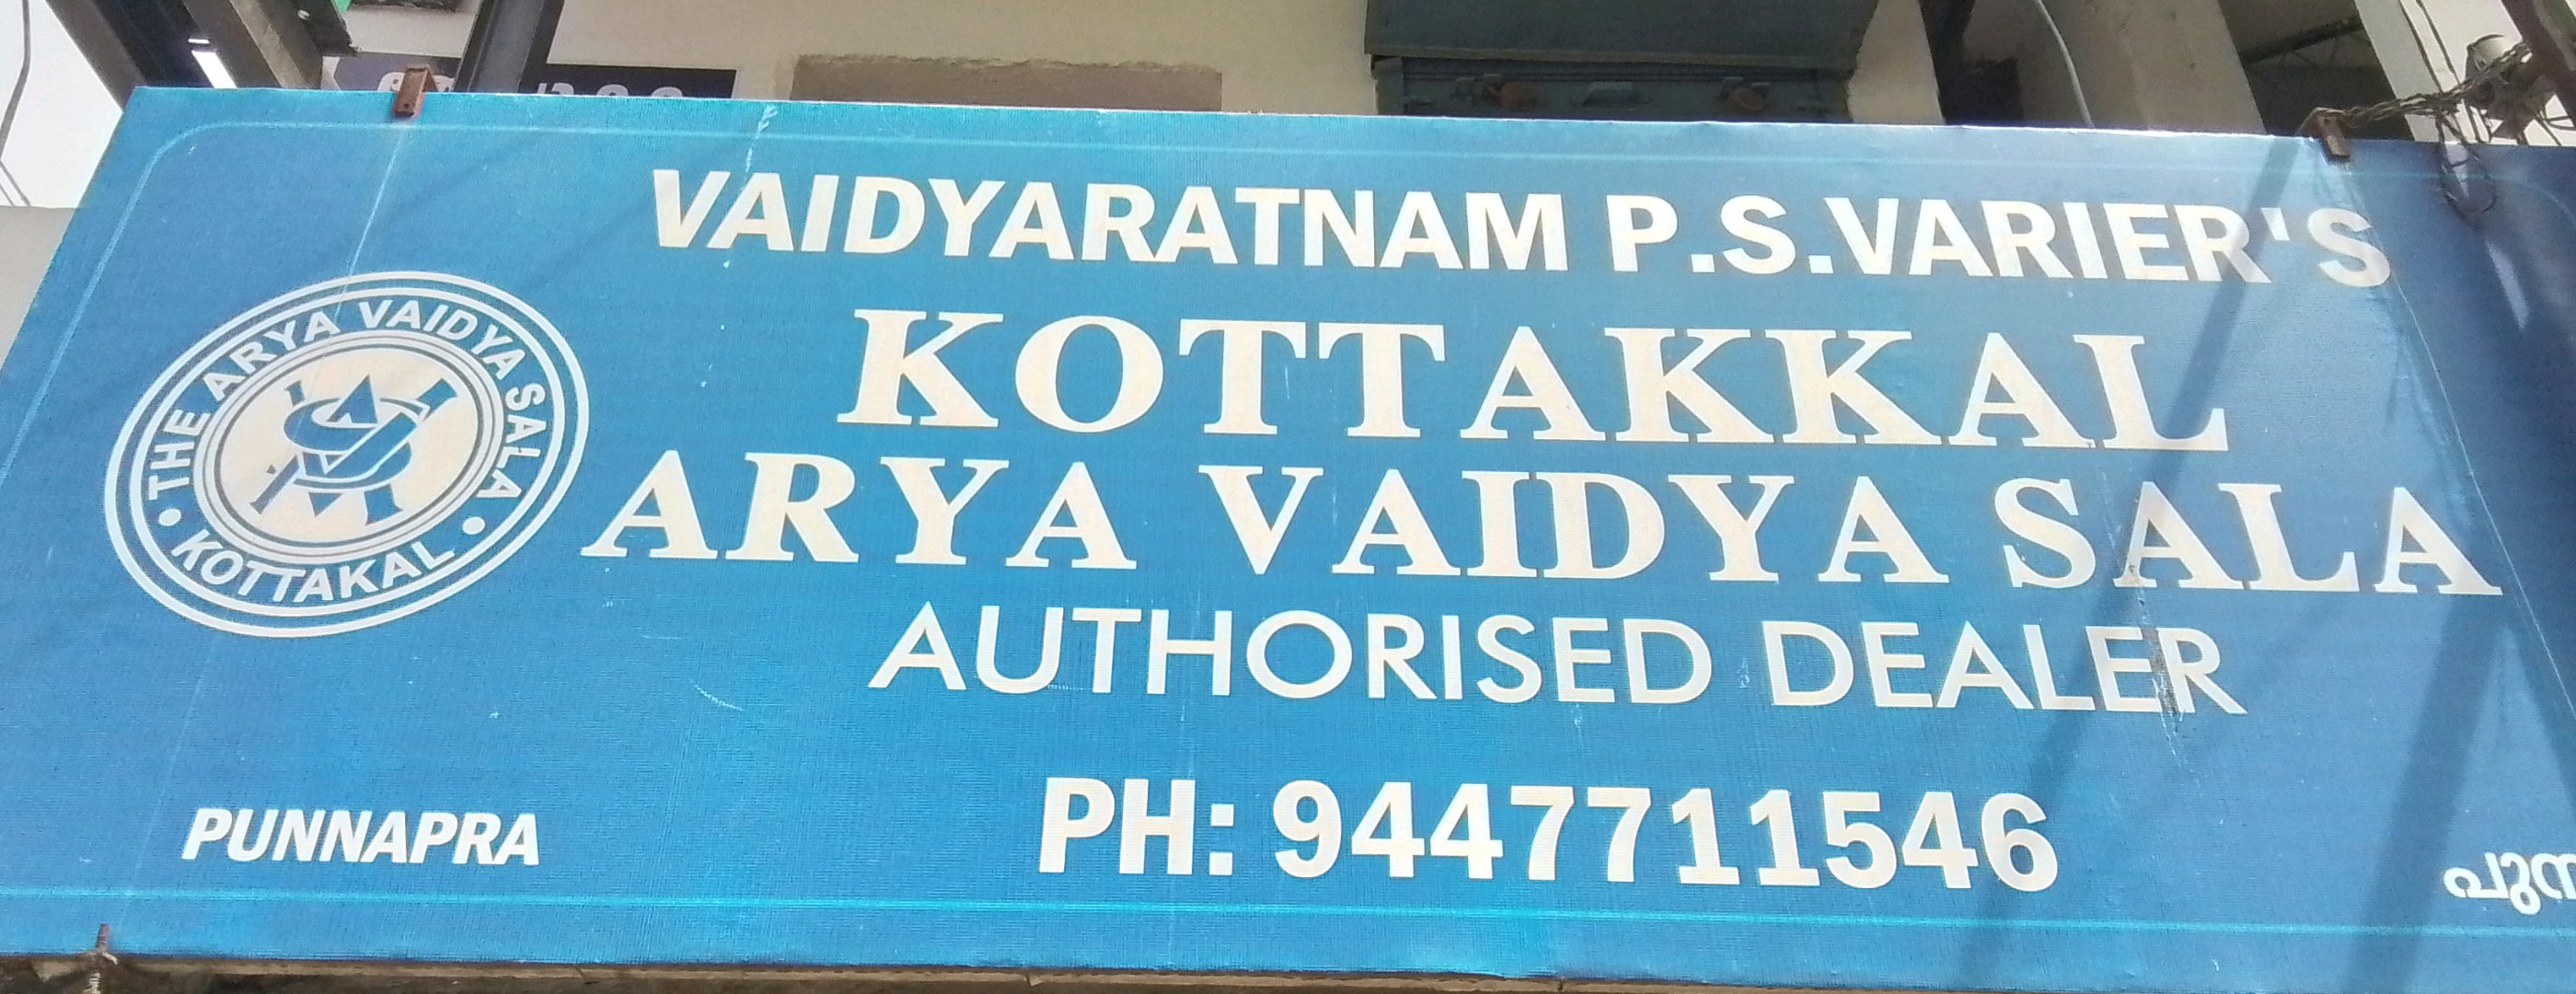 VAIDYARATNAM P.S.VARIER'S
KOTTAKKAL
ARYA VAIDYA SALA
AUTHORISED DEALER
PH: 9447711546
THE ARYA VAIDYA SALA
• KOTTAKAL •
PUNNAPRA